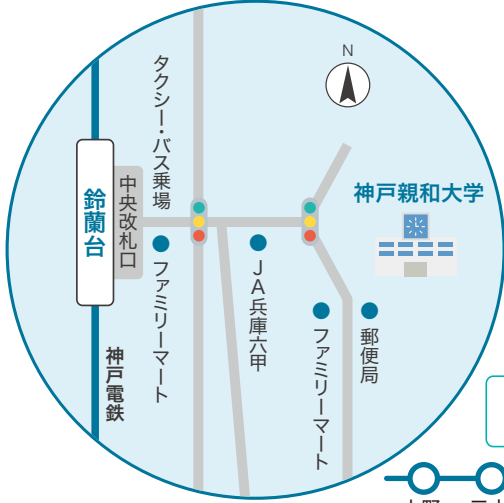 N
タクシー・バス乗場
中央改札口
鈴蘭台
神戸親和大学
ファミリーマート
JA兵庫六甲
ファミリーマート
郵便局
神戸電鉄